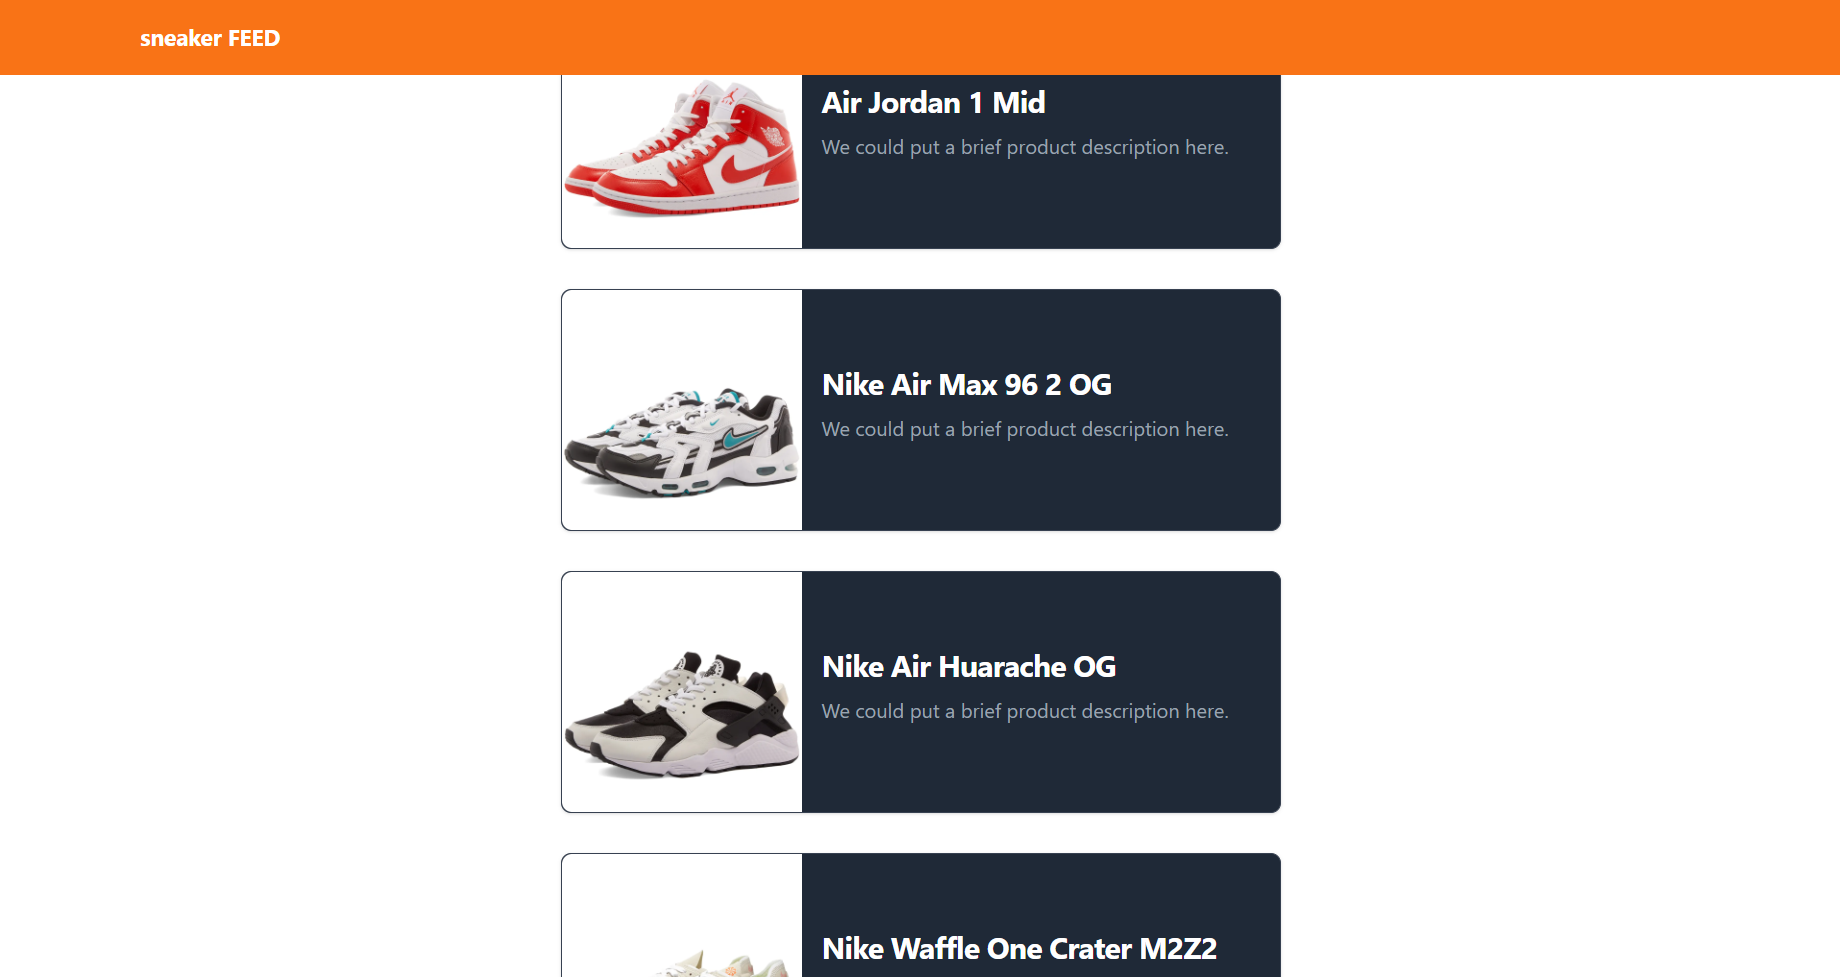 sneaker FEED
Air Jordan 1 Mid
We could put a brief product description here.
Nike Air Max 96 2 OG
We could put a brief product description here.
Nike Air Huarache OG
We could put a brief product description here.
Nike Waffle One Crater M2Z2